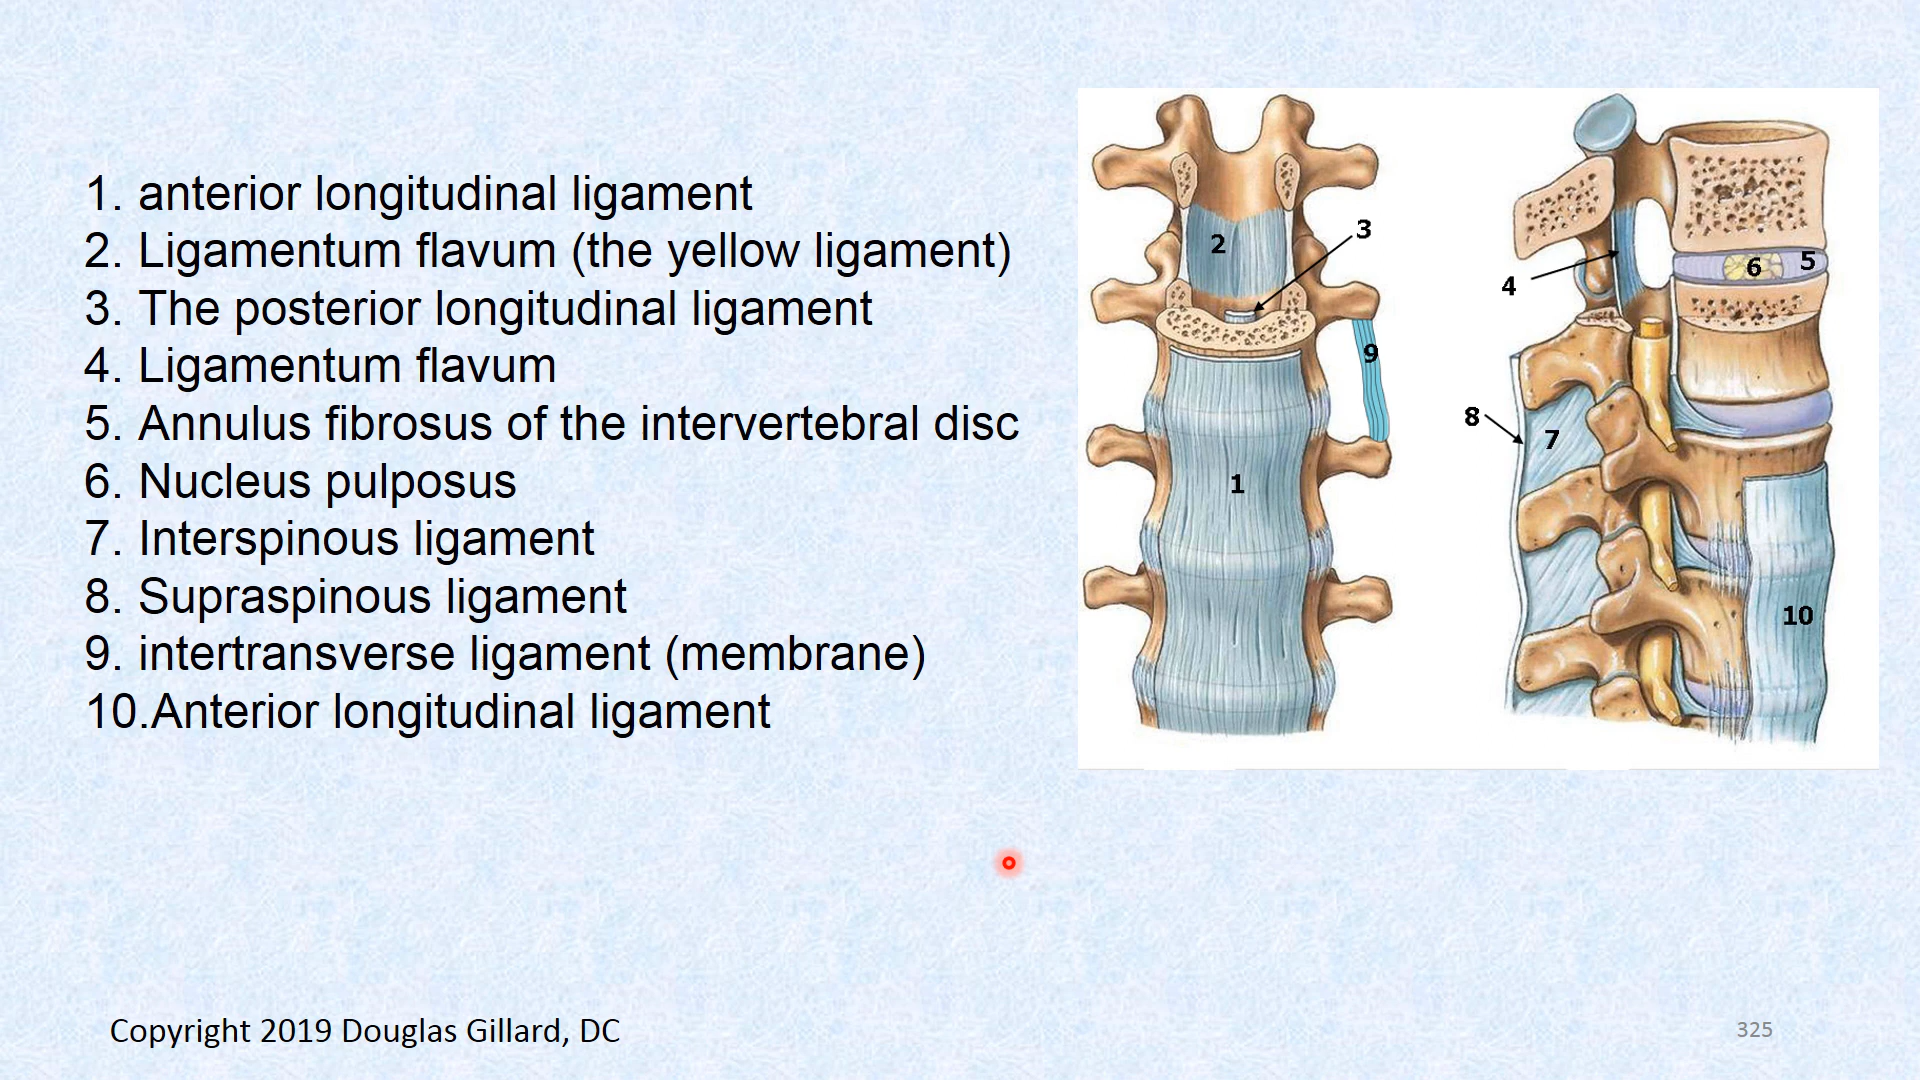 1. anterior longitudinal ligament
2. Ligamentum flavum (the yellow ligament)
3. The posterior longitudinal ligament
4. Ligamentum flavum
5. Annulus fibrosus of the intervertebral disc
6. Nucleus pulposus
7. Interspinous ligament
8. Supraspinous ligament
9. intertransverse ligament (membrane)
10.Anterior longitudinal ligament
2
3
9
1
4
6
5
8
7
10
Copyright 2019 Douglas Gillard, DC
325